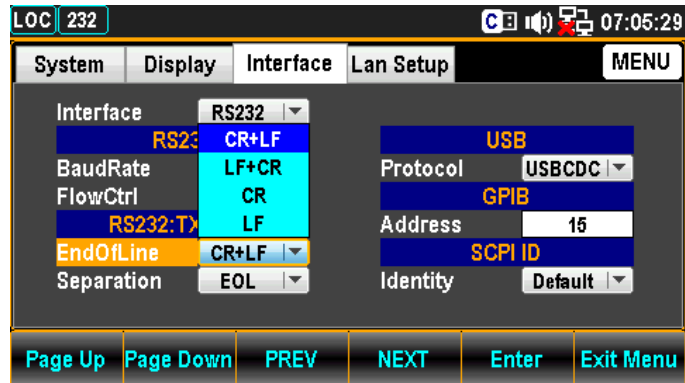 LOC 232 C 07:05:29
System Display Interface Lan Setup MENU
Interface RS232
CR+LF
LF+CR
CR
LF
BaudRate
FlowCtrl
RS232:TX
EndOfLine CR+LF
Separation EOL
USB
Protocol USBCDC
GPIB
Address 15
SCPI ID
Identity Default
Page Up Page Down PREV NEXT Enter Exit Menu